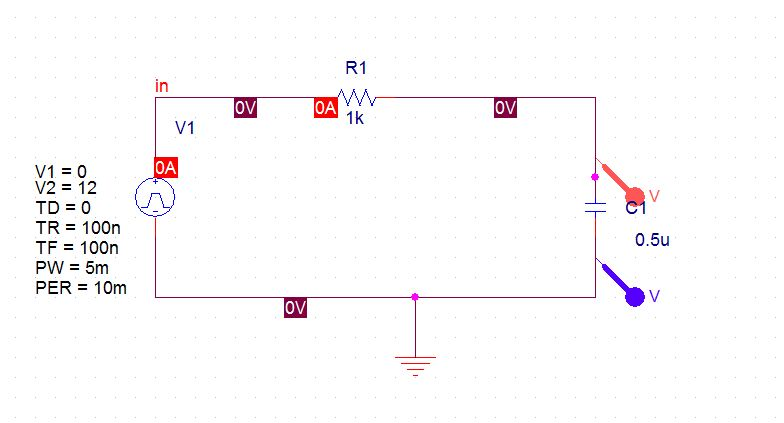 R1
in
0V
0A
0V
1k
V1
0A
V1 = 0
V2 = 12
TD = 0
TR = 100n
TF = 100n
PW = 5m
PER = 10m
V
C1
0.5u
V
0V